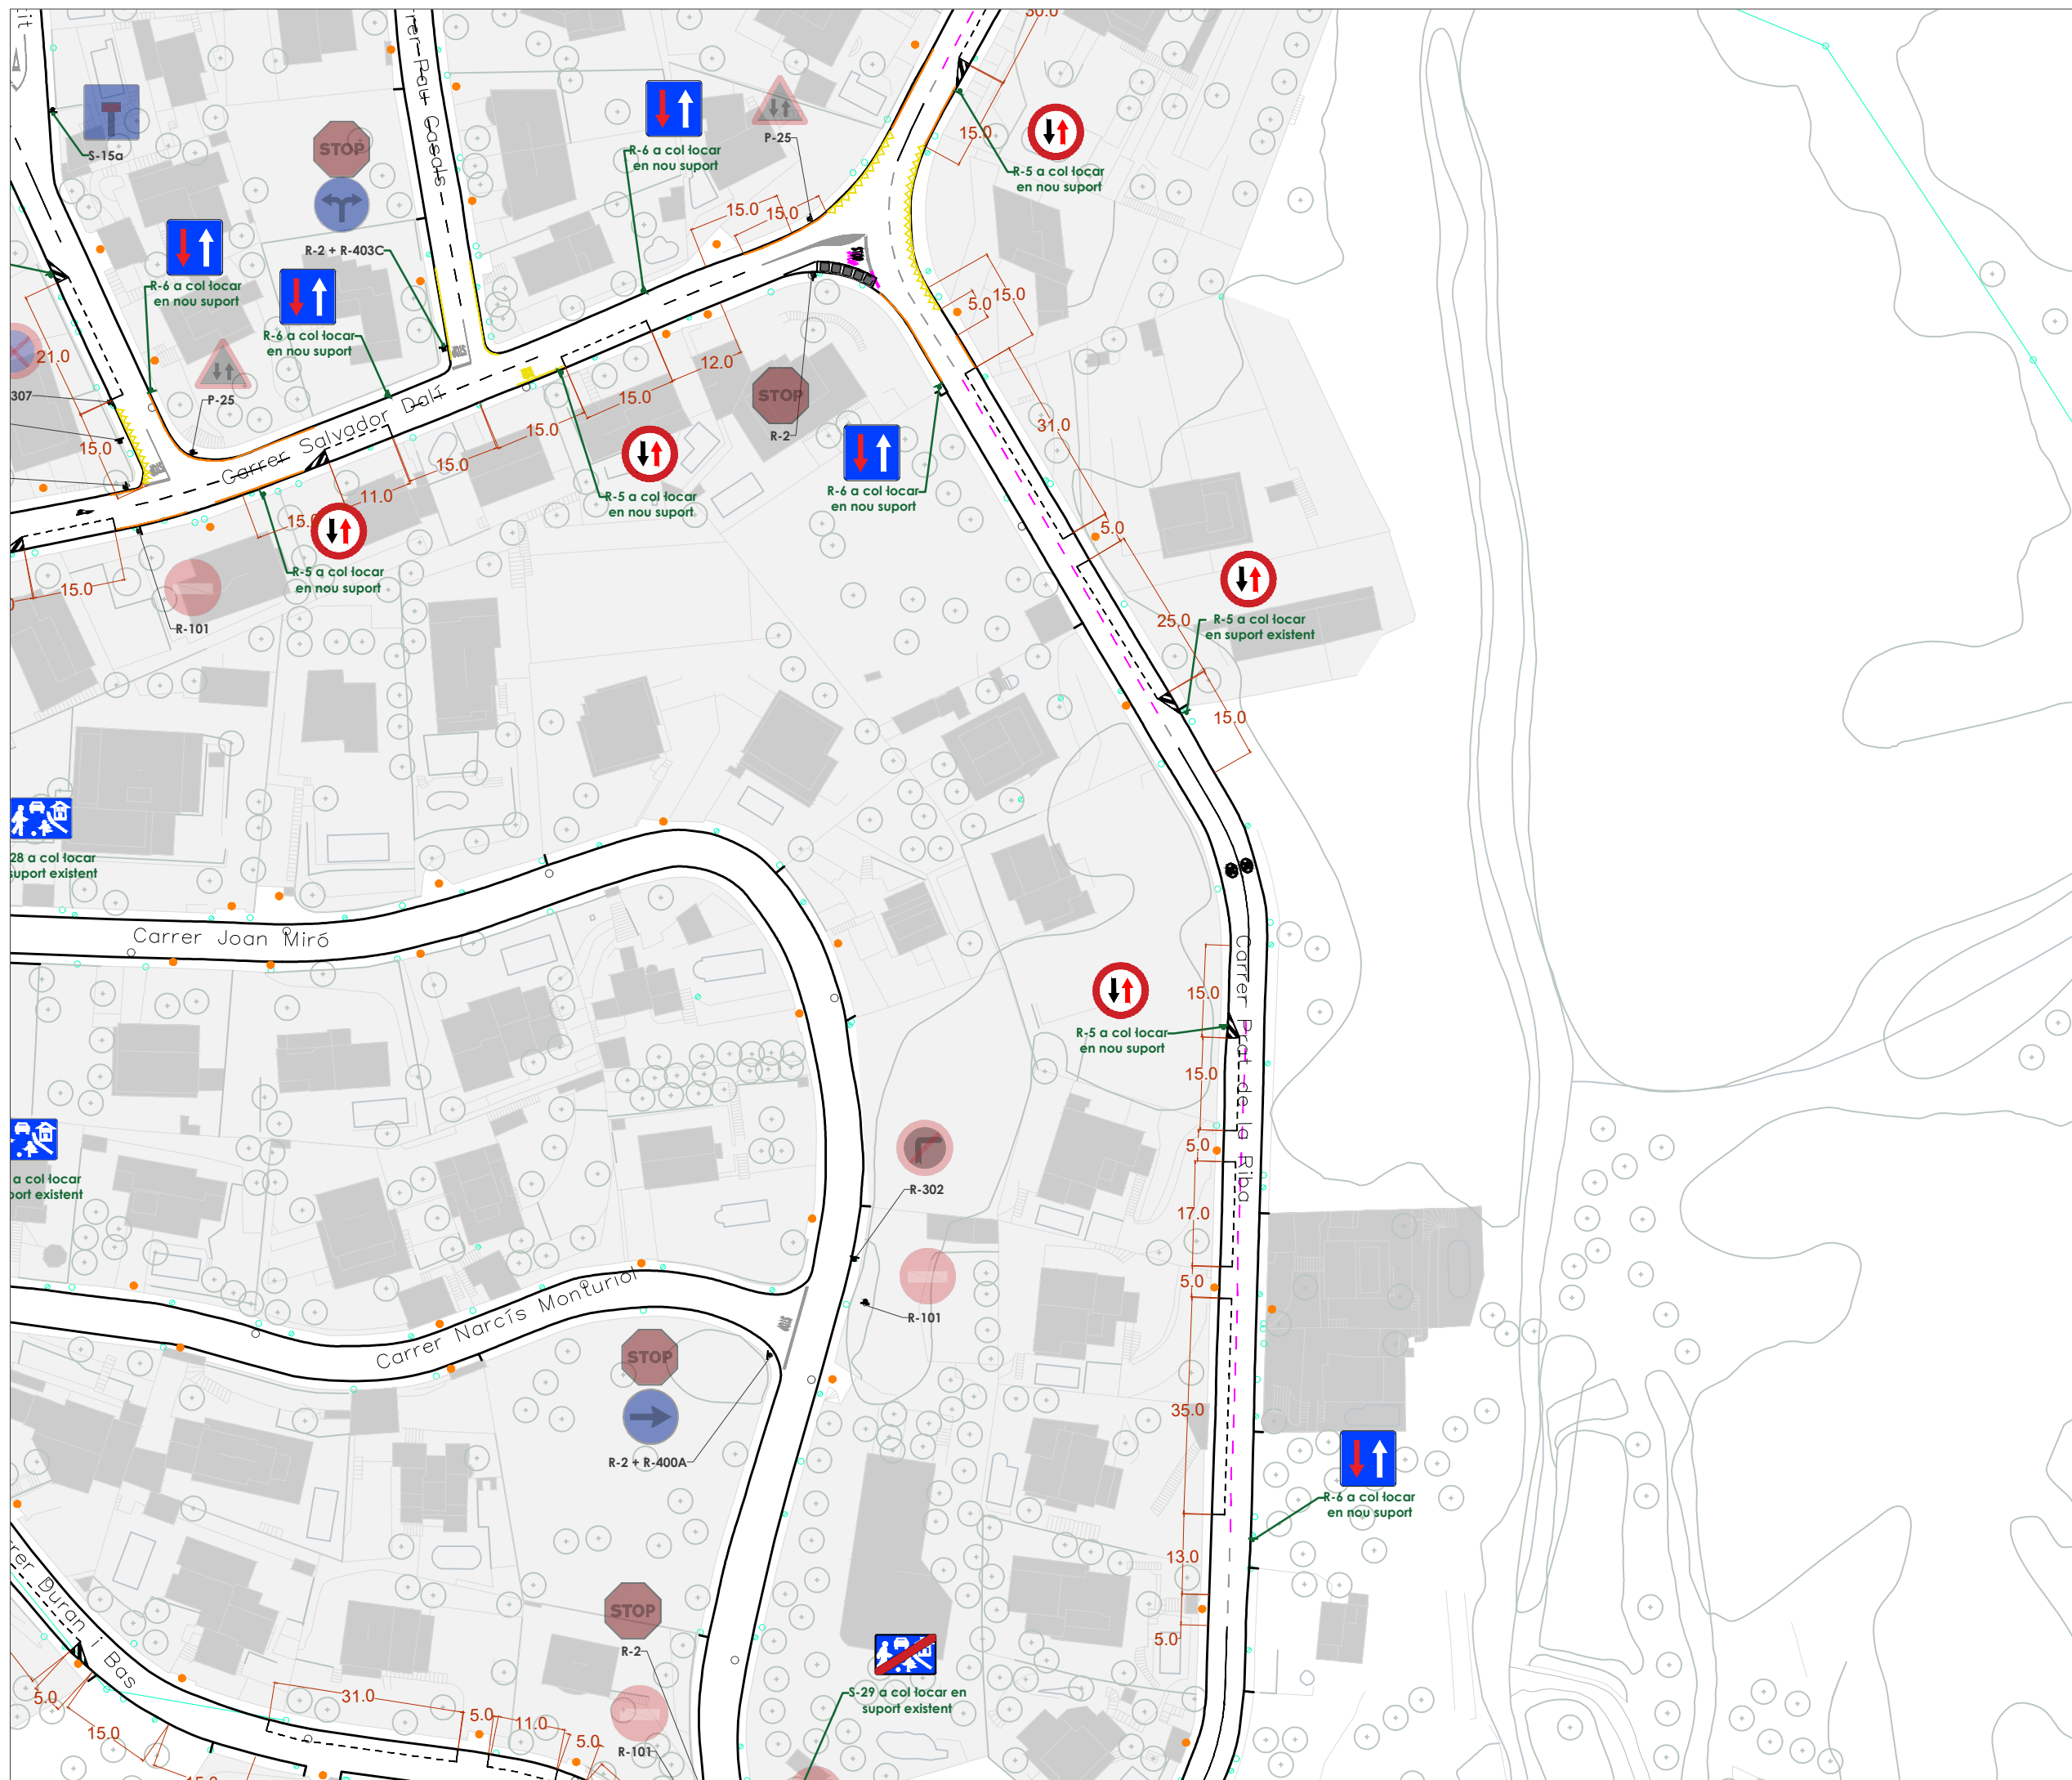 30.0
rer Pau Casals
S-15a
STOP
R-6 a col·locar
en nou suport
P-25
15.0
R-5 a col·locar
en nou suport
R-2 + R-403C
15.0
15.0
R-6 a col·locar
en nou suport
R-6 a col·locar
en nou suport
5.0
15.0
21.0
307
P-25
12.0
15.0
STOP
R-2
15.0
Carrer Salvador Dalí
15.0
15.0
11.0
15.0
31.0
R-5 a col·locar
en nou suport
R-6 a col·locar
en nou suport
5.0
R-5 a col·locar
en nou suport
15.0
R-101
25.0
R-5 a col·locar
en suport existent
15.0
28 a col·locar
suport existent
Carrer Joan Miró
Carrer Prat de la Riba
15.0
R-5 a col·locar
en nou suport
15.0
5.0
a col·locar
port existent
R-302
17.0
5.0
Carrer Narcís Monturiol
R-101
STOP
35.0
R-2 + R-400A
R-6 a col·locar
en nou suport
13.0
rrer Duran i Bas
STOP
R-2
5.0
5.0
31.0
5.0
11.0
5.0
15.0
R-101
S-29 a col·locar en
suport existent
15.0